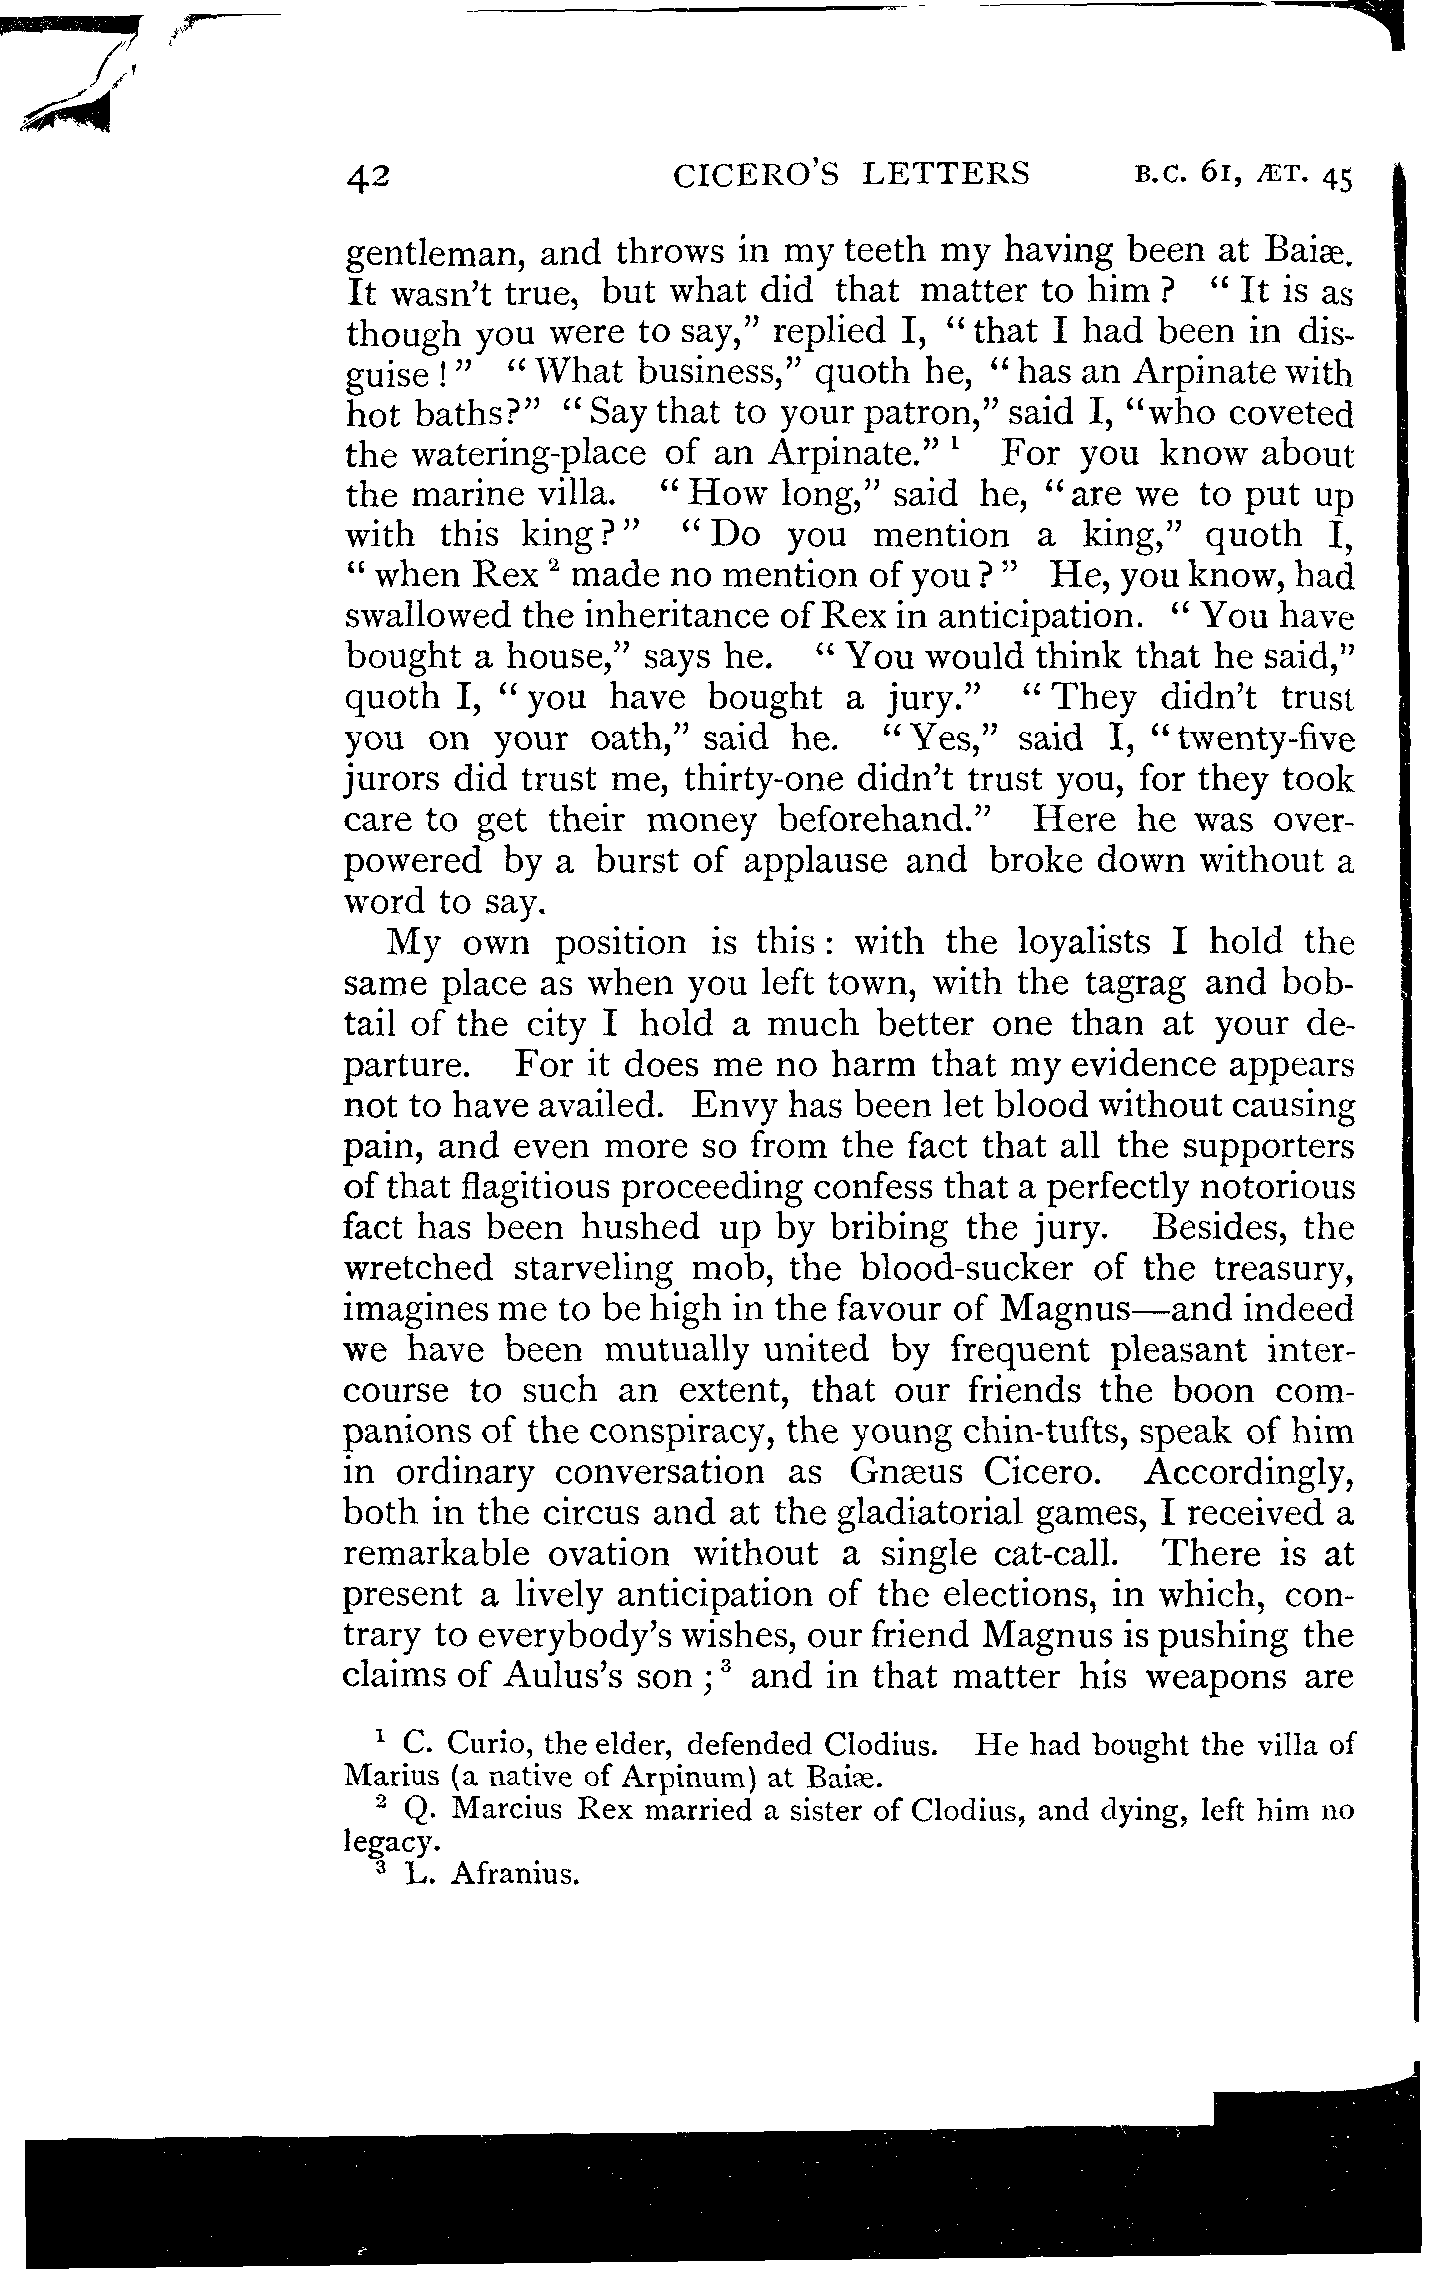 42 CICERO'S LETTERS B.C. 61, ÆT. 45
gentleman, and throws in my teeth my having been at Baiæ.
It wasn't true, but what did that matter to him? "It is as
though you were to say," replied I, "that I had been in dis-
guise!" "What business," quoth he, "has an Arpinate with
hot baths?" "Say that to your patron," said I, "who coveted
the watering-place of an Arpinate." ¹ For you know about
the marine villa. "How long," said he, "are we to put up
with this king?" "Do you mention a king," quoth I,
"when Rex ² made no mention of you?" He, you know, had
swallowed the inheritance of Rex in anticipation. "You have
bought a house," says he. "You would think that he said,"
quoth I, "you have bought a jury." "They didn't trust
you on your oath," said he. "Yes," said I, "twenty-five
jurors did trust me, thirty-one didn't trust you, for they took
care to get their money beforehand." Here he was over-
powered by a burst of applause and broke down without a
word to say.
My own position is this: with the loyalists I hold the
same place as when you left town, with the tagrag and bob-
tail of the city I hold a much better one than at your de-
parture. For it does me no harm that my evidence appears
not to have availed. Envy has been let blood without causing
pain, and even more so from the fact that all the supporters
of that flagitious proceeding confess that a perfectly notorious
fact has been hushed up by bribing the jury. Besides, the
wretched starveling mob, the blood-sucker of the treasury,
imagines me to be high in the favour of Magnus—and indeed
we have been mutually united by frequent pleasant inter-
course to such an extent, that our friends the boon com-
panions of the conspiracy, the young chin-tufts, speak of him
in ordinary conversation as Gnæus Cicero. Accordingly,
both in the circus and at the gladiatorial games, I received a
remarkable ovation without a single cat-call. There is at
present a lively anticipation of the elections, in which, con-
trary to everybody's wishes, our friend Magnus is pushing the
claims of Aulus's son; ³ and in that matter his weapons are
¹ C. Curio, the elder, defended Clodius. He had bought the villa of
Marius (a native of Arpinum) at Baiæ.
² Q. Marcius Rex married a sister of Clodius, and dying, left him no
legacy.
³ L. Afranius.